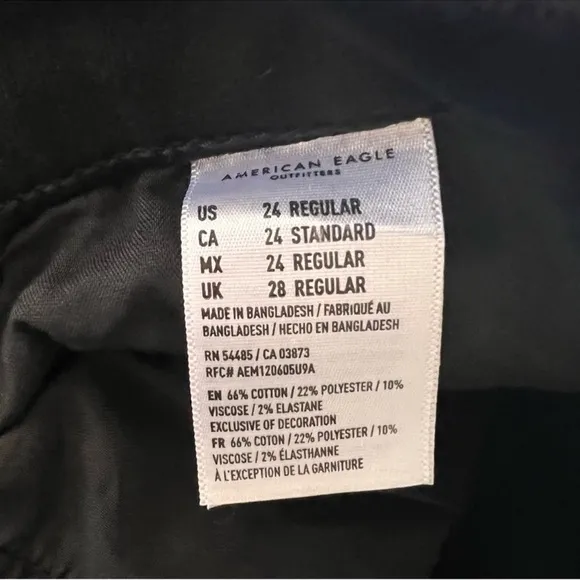 AMERICAN EAGLE
OUTFITTERS
US 24 REGULAR
CA 24 STANDARD
MX 24 REGULAR
UK 28 REGULAR
MADE IN BANGLADESH / FABRIQUÉ AU
BANGLADESH / HECHO EN BANGLADESH
RN 54485 / CA 03873
RFC# AEM120605U9A
EN 66% COTTON / 22% POLYESTER / 10%
VISCOSE / 2% ELASTANE
EXCLUSIVE OF DECORATION
FR 66% COTON / 22% POLYESTER / 10%
VISCOSE / 2% ÉLASTHANNE
À L'EXCEPTION DE LA GARNITURE